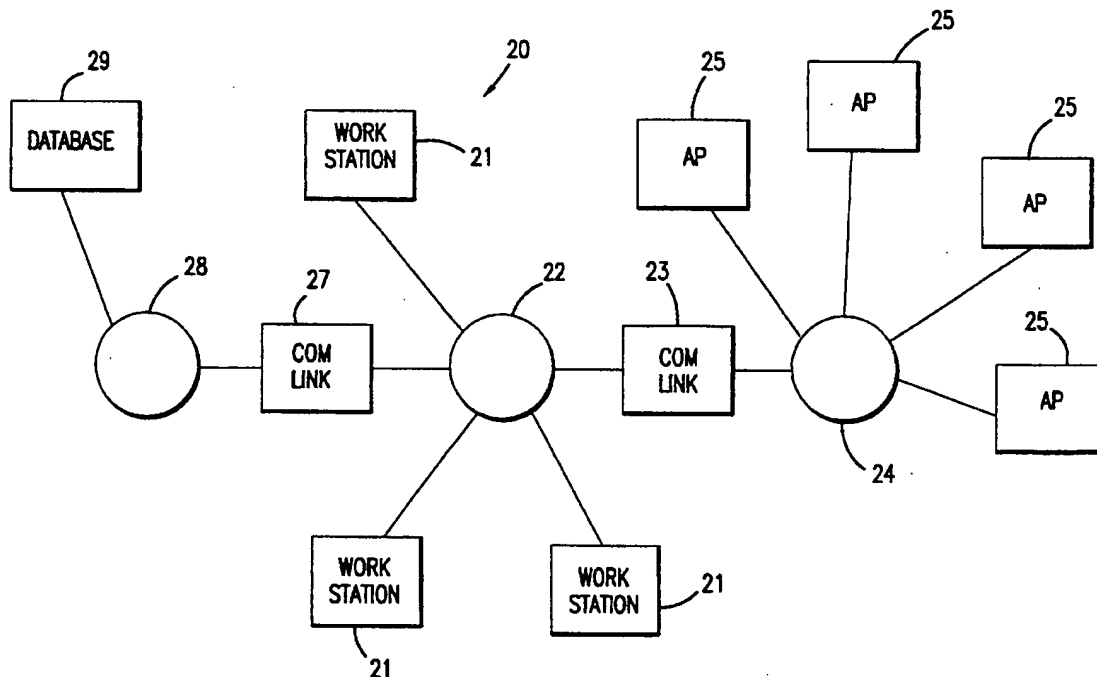 25
20
29
25
AP
DATABASE
WORK
STATION
21
AP
25
AP
28
27
22
23
25
COM
LINK
COM
LINK
AP
24
WORK
STATION
WORK
STATION
21
21